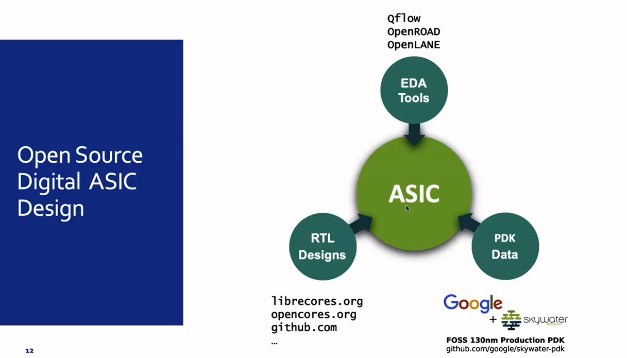 Open Source
Digital ASIC
Design
12
Qflow
OpenROAD
OpenLANE
EDA
Tools
ASIC
RTL
Designs
PDK
Data
librecores.org
opencores.org
github.com
…
Google
+ skywater
FOSS 130nm Production PDK
github.com/google/skywater-pdk